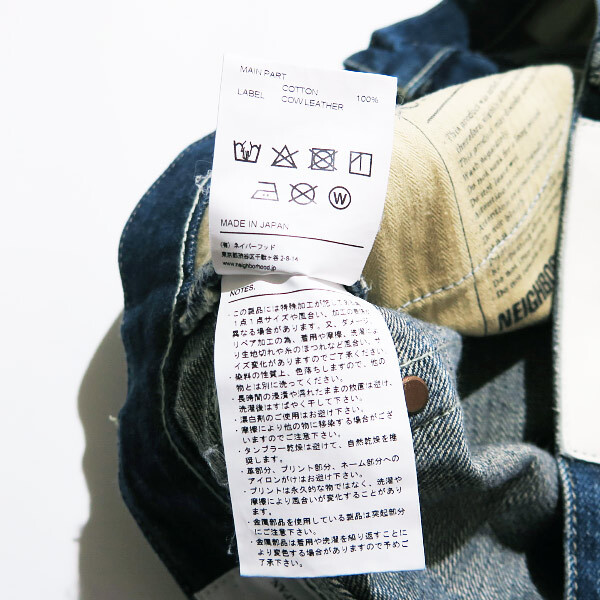 MAIN PART
COTTON 100%
LABEL COW LEATHER
W
MADE IN JAPAN
(有) ネイバーフッド
東京都渋谷区千駄ヶ谷 2-8-14
www.neighborhood.jp
NOTES.
・この製品には特殊加工が
1点1点サイズや風合い、加工の
異なる場合があります。又、ダメージ
リペア加工の為、着用や摩擦、洗濯によ
り生地切れや糸のほつれなど風合い、サ
イズ変化がありますのでご了承ください。
・染料の性質上、色落ちしますので、他の
物とは別に洗ってください。
・長時間の浸漬や濡れたままの放置は避け、
洗濯後はすばやく干して下さい。
・漂白剤のご使用はお避け下さい。
・摩擦により他の物に移染する場合がござ
いますのでご注意下さい。
・タンブラー乾燥は避けて、自然乾燥を推
奨します。
・革部分、プリント部分、ネーム部分への
アイロンがけはお避け下さい。
・プリントは永久的な物ではなく、洗濯や
摩擦により風合いが変化することがあり
ます。
・金属部品を使用している製品は突起部分
にご注意下さい。
・金属部品は着用や洗濯を繰り返すことに
より変色する場合がありますので予めご
了承下さい。
NEIGHBO